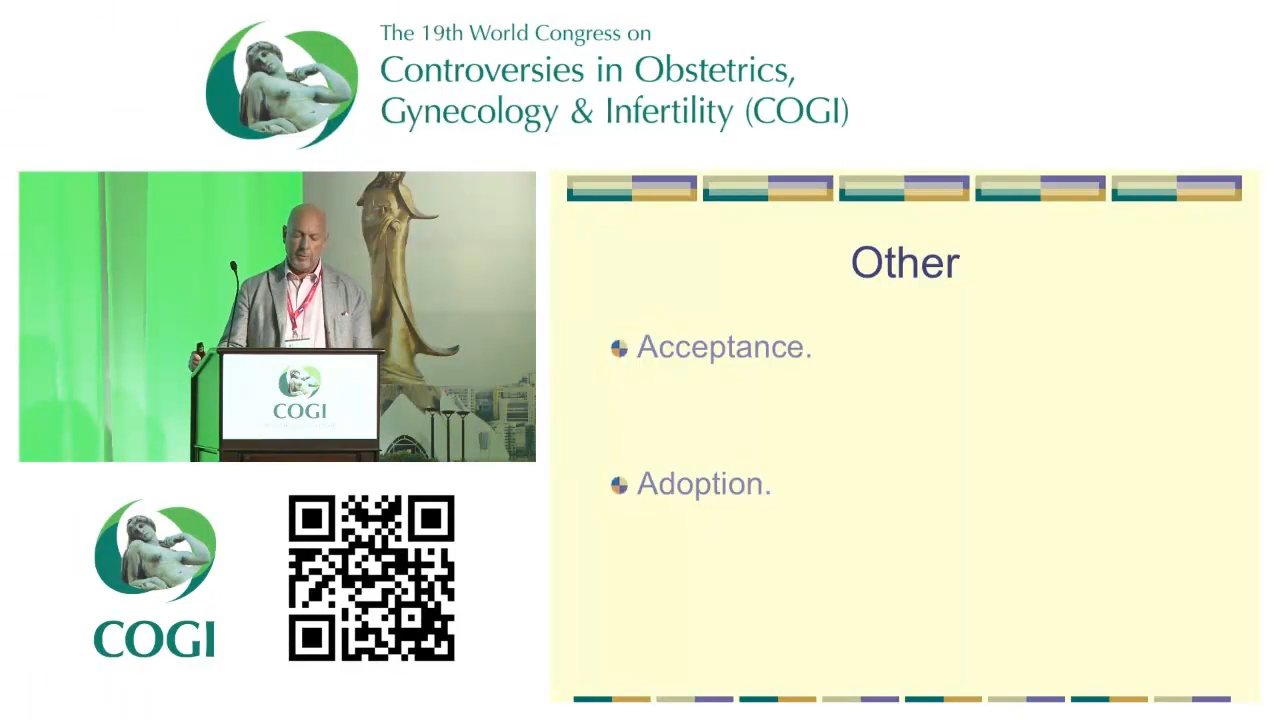 The 19th World Congress on
Controversies in Obstetrics,
Gynecology & Infertility (COGI)
COGI
COGI
Other
Acceptance.
Adoption.